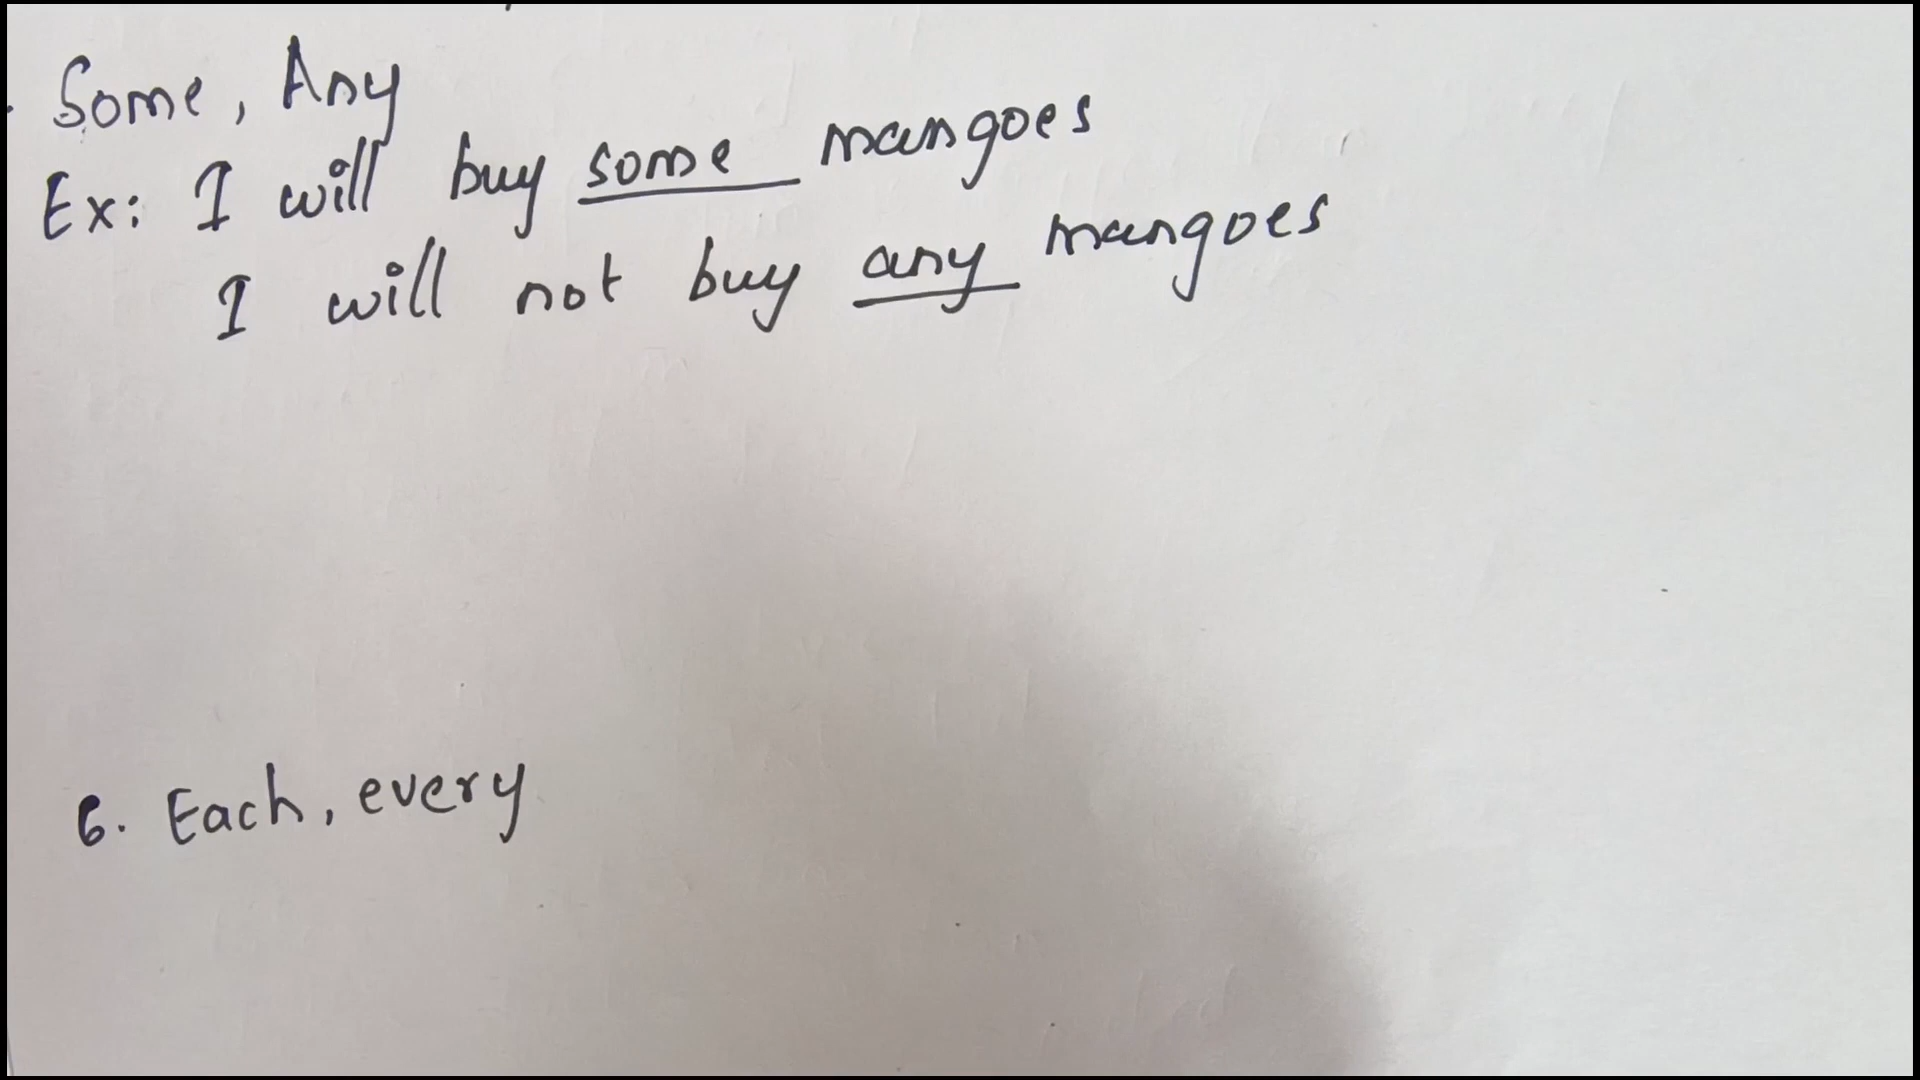 Some, Any
Ex: I will buy some mangoes
I will not buy any mangoes
6. Each, every